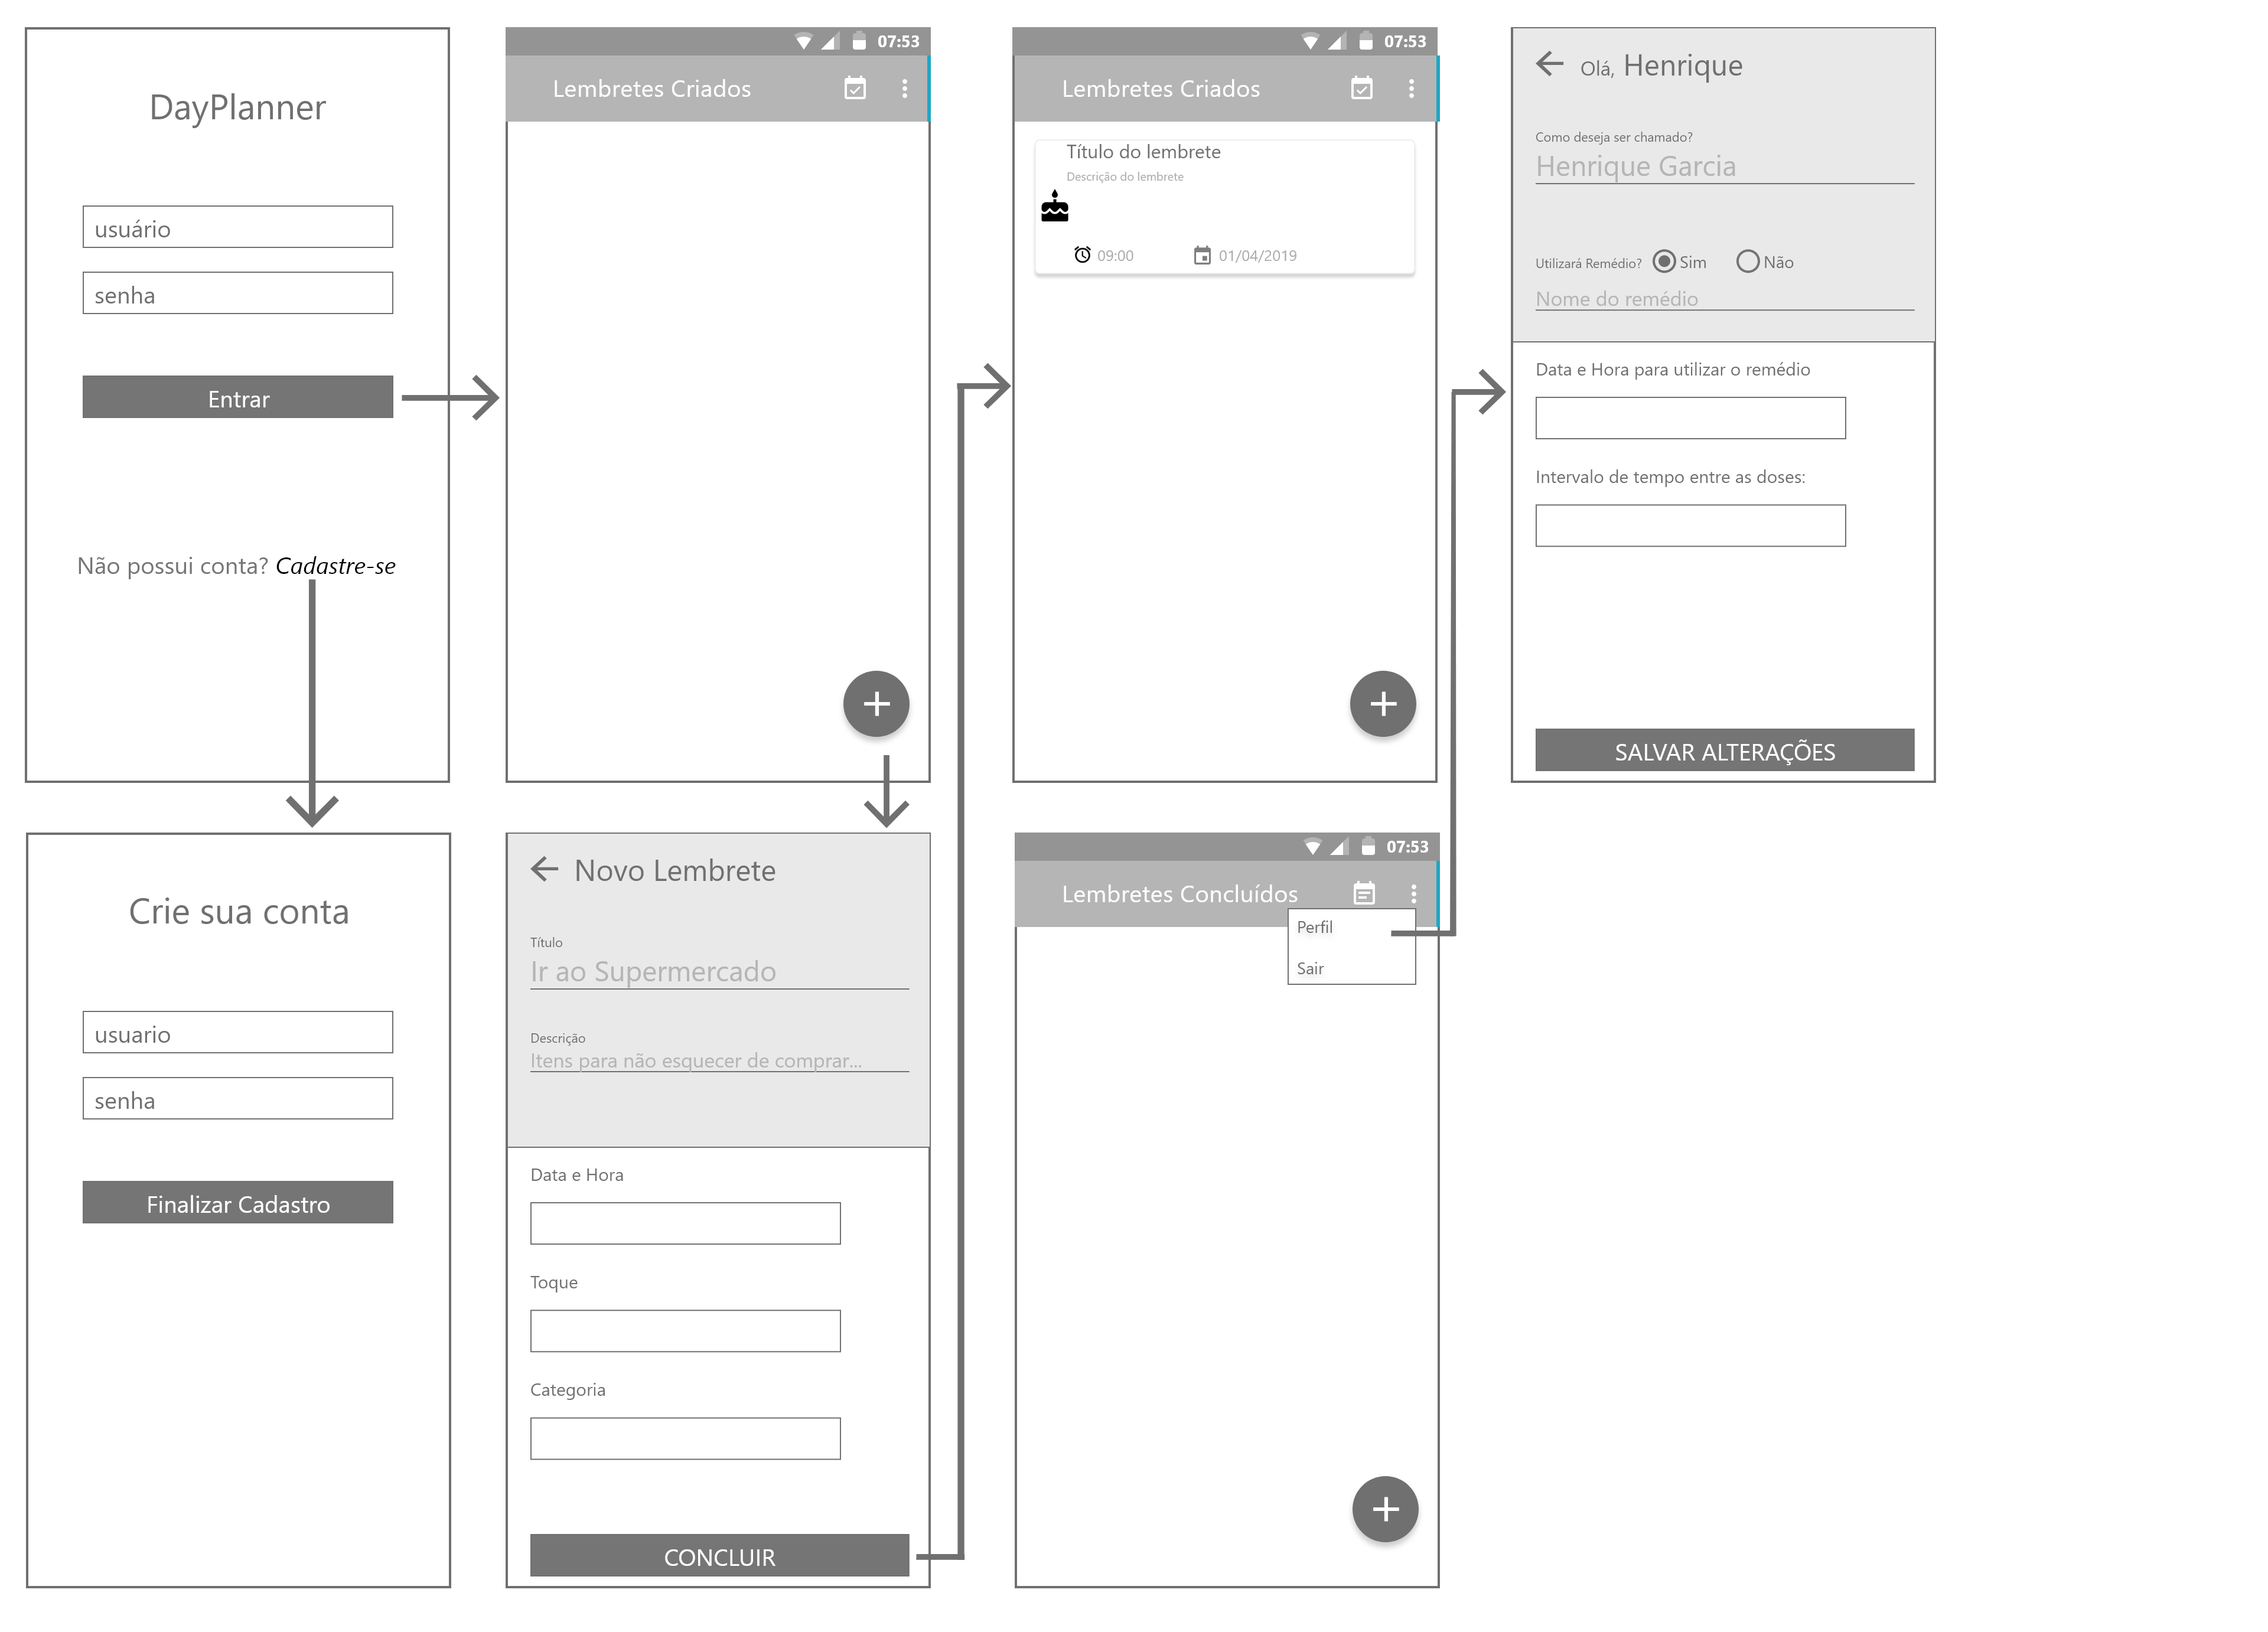 DayPlanner
usuário
senha
Entrar
Não possui conta? Cadastre-se
07:53
Lembretes Criados
07:53
Lembretes Criados
Título do lembrete
Descrição do lembrete
09:00 01/04/2019
Olá, Henrique
Como deseja ser chamado?
Henrique Garcia
Utilizará Remédio? Sim Não
Nome do remédio
Data e Hora para utilizar o remédio
Intervalo de tempo entre as doses:
SALVAR ALTERAÇÕES
Crie sua conta
usuario
senha
Finalizar Cadastro
Novo Lembrete
Título
Ir ao Supermercado
Descrição
Itens para não esquecer de comprar...
Data e Hora
Toque
Categoria
CONCLUIR
07:53
Lembretes Concluídos
Perfil
Sair